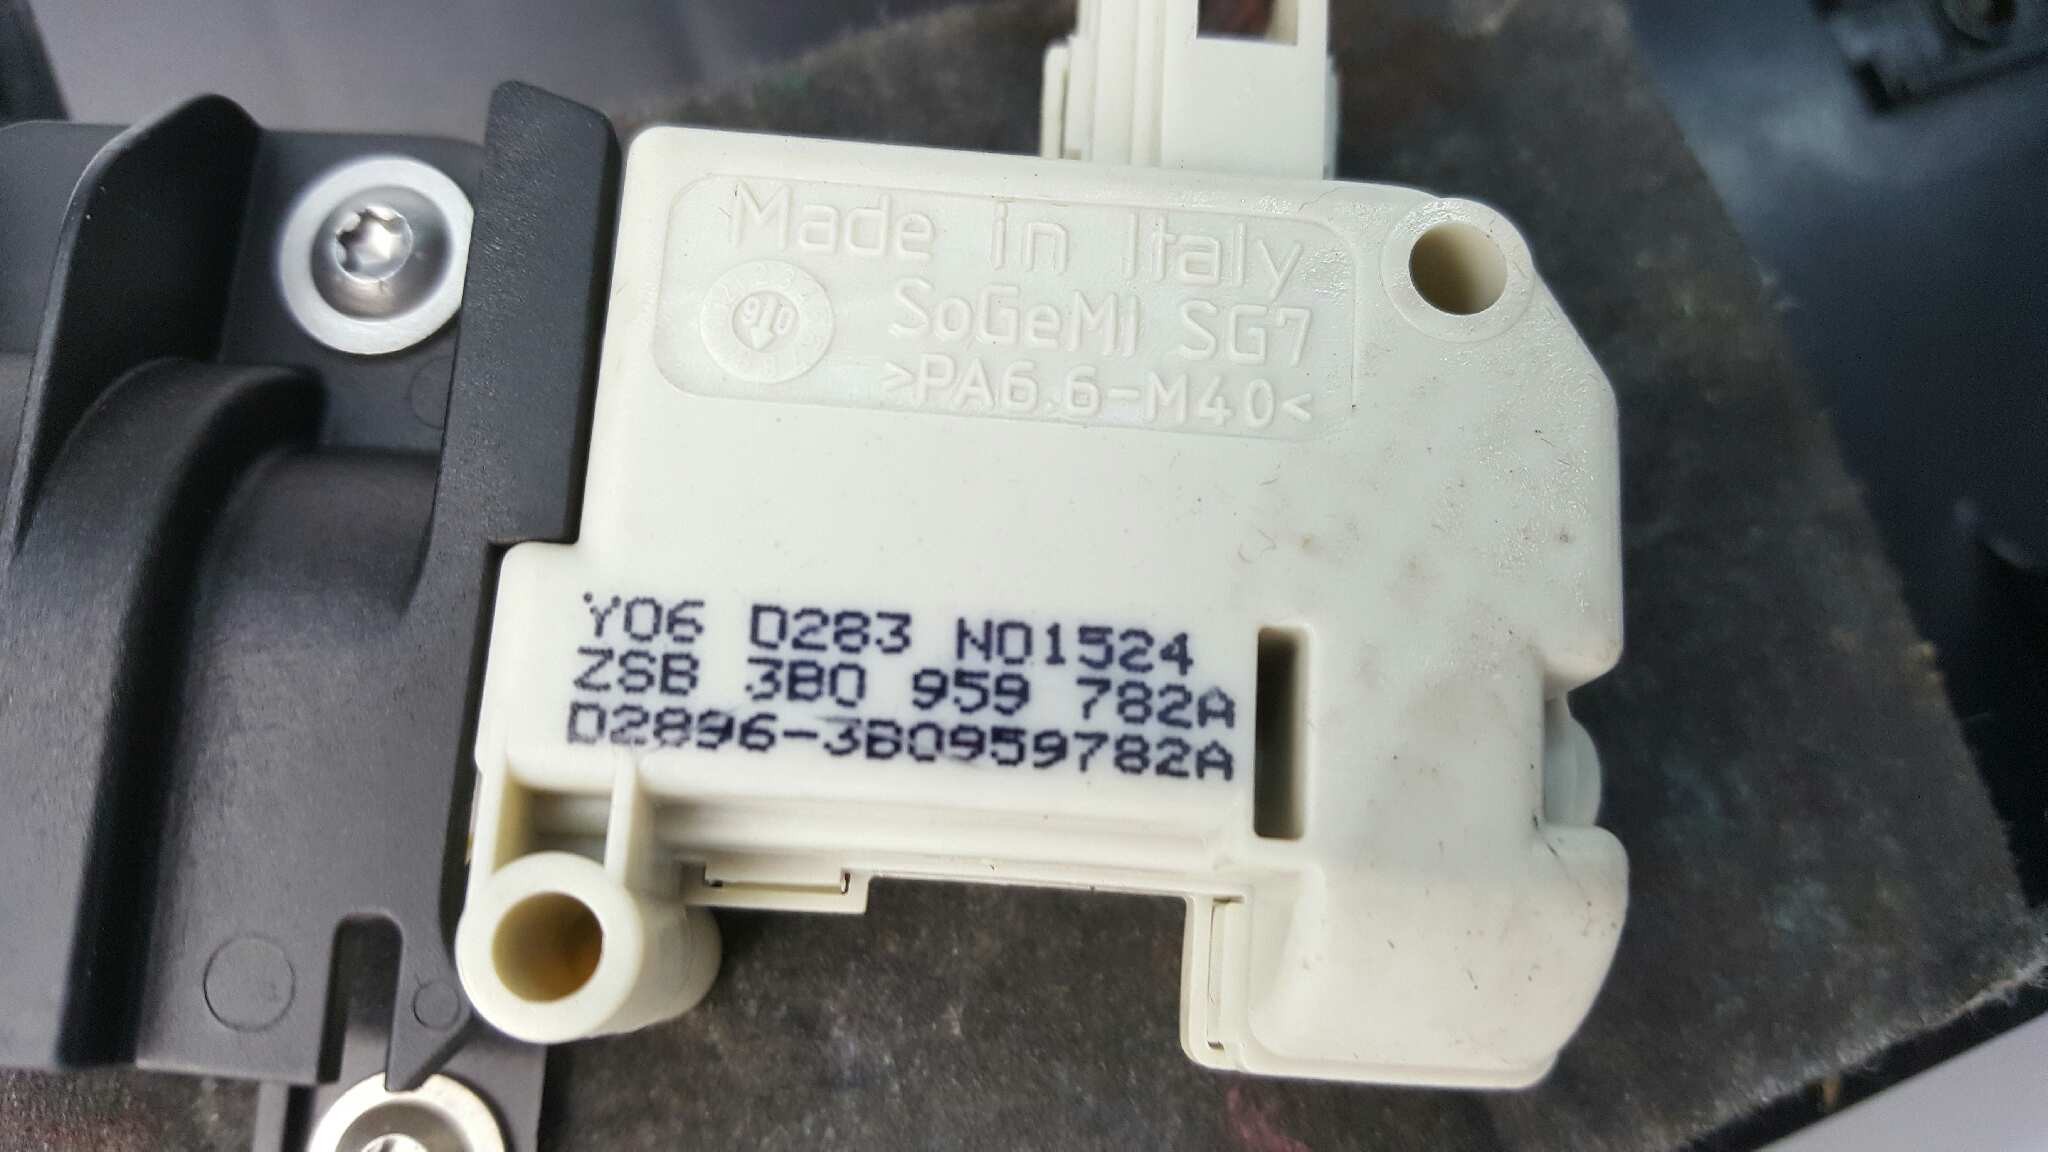 Made in Italy
SoGeMI SG7
>PA6.6-M40<
Y06 D283 N01524
ZSB 3B0 959 782A
D2896-3B0959782A